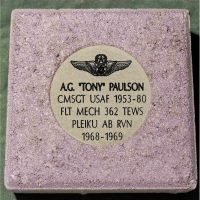 A.G. "TONY" PAULSON
CMSGT USAF 1953-80
FLT MECH 362 TEWS
PLEIKU AB RVN
1968-1969